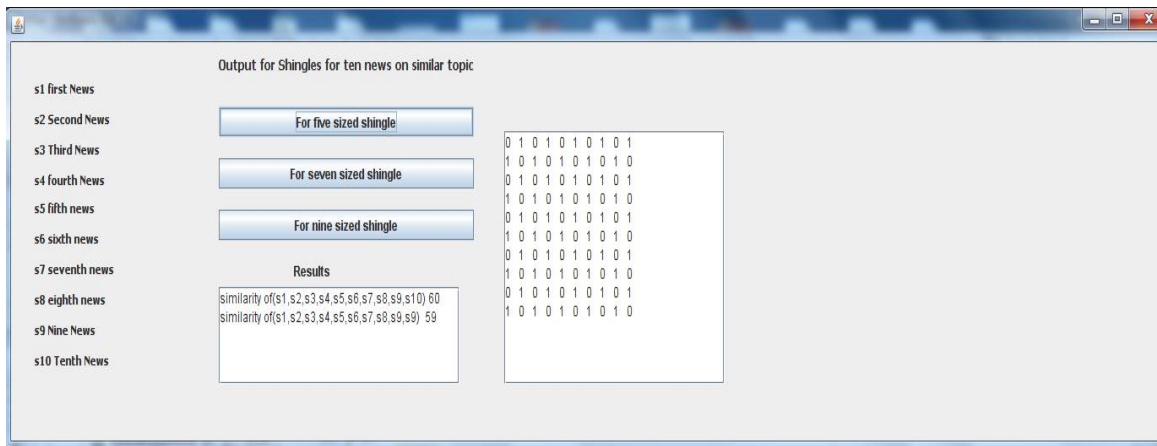 Output for Shingles for ten news on similar topic
s1 first News
s2 Second News
s3 Third News
s4 fourth News
s5 fifth news
s6 sixth news
s7 seventh news
s8 eighth news
s9 Nine News
s10 Tenth News
For five sized shingle
For seven sized shingle
For nine sized shingle
Results
similarity of(s1,s2,s3,s4,s5,s6,s7,s8,s9,s10) 60
similarity of(s1,s2,s3,s4,s5,s6,s7,s8,s9,s9) 59
0 1 0 1 0 1 0 1 0 1
1 0 1 0 1 0 1 0 1 0
0 1 0 1 0 1 0 1 0 1
1 0 1 0 1 0 1 0 1 0
0 1 0 1 0 1 0 1 0 1
1 0 1 0 1 0 1 0 1 0
0 1 0 1 0 1 0 1 0 1
1 0 1 0 1 0 1 0 1 0
0 1 0 1 0 1 0 1 0 1
1 0 1 0 1 0 1 0 1 0